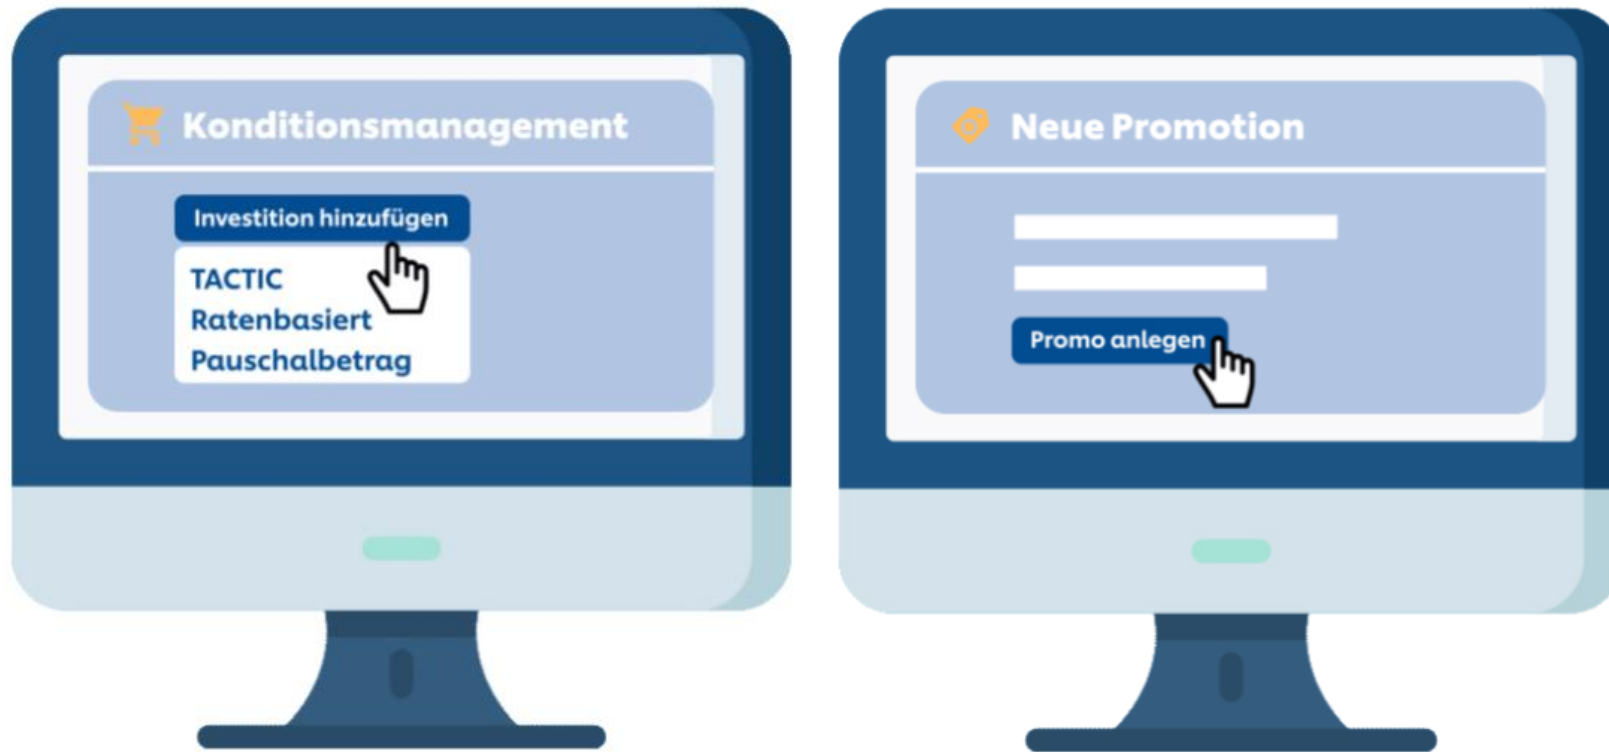 Konditionsmanagement
Investition hinzufügen
TACTIC
Ratenbasiert
Pauschalbetrag
Neue Promotion
Promo anlegen